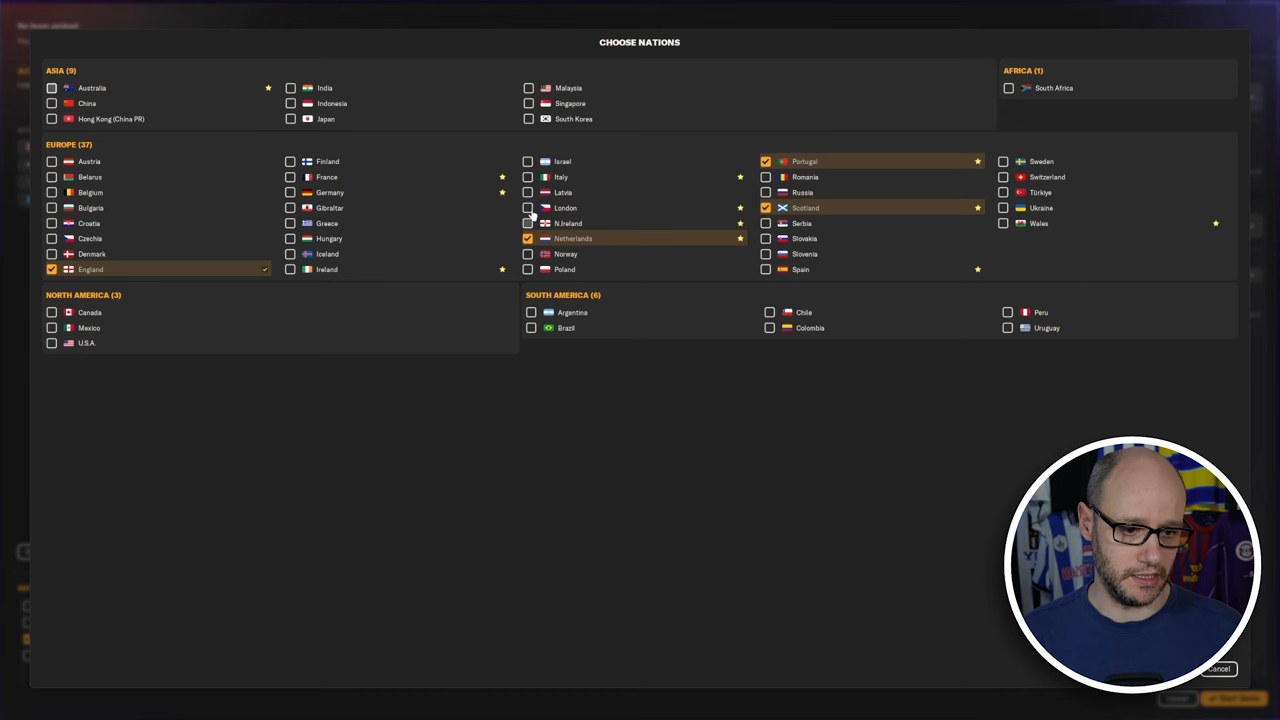 No team added
CHOOSE NATIONS
ASIA (9)
Australia
China
Hong Kong (China PR)
India
Indonesia
Japan
Malaysia
Singapore
South Korea
AFRICA (1)
South Africa
EUROPE (37)
Austria
Belarus
Belgium
Bulgaria
Croatia
Czechia
Denmark
England
Finland
France
Germany
Gibraltar
Greece
Hungary
Iceland
Ireland
Israel
Italy
Latvia
London
N.Ireland
Netherlands
Norway
Poland
Portugal
Romania
Russia
Scotland
Serbia
Slovakia
Slovenia
Spain
Sweden
Switzerland
Türkiye
Ukraine
Wales
NORTH AMERICA (3)
Canada
Mexico
U.S.A.
SOUTH AMERICA (6)
Argentina
Brazil
Chile
Colombia
Peru
Uruguay
Cancel